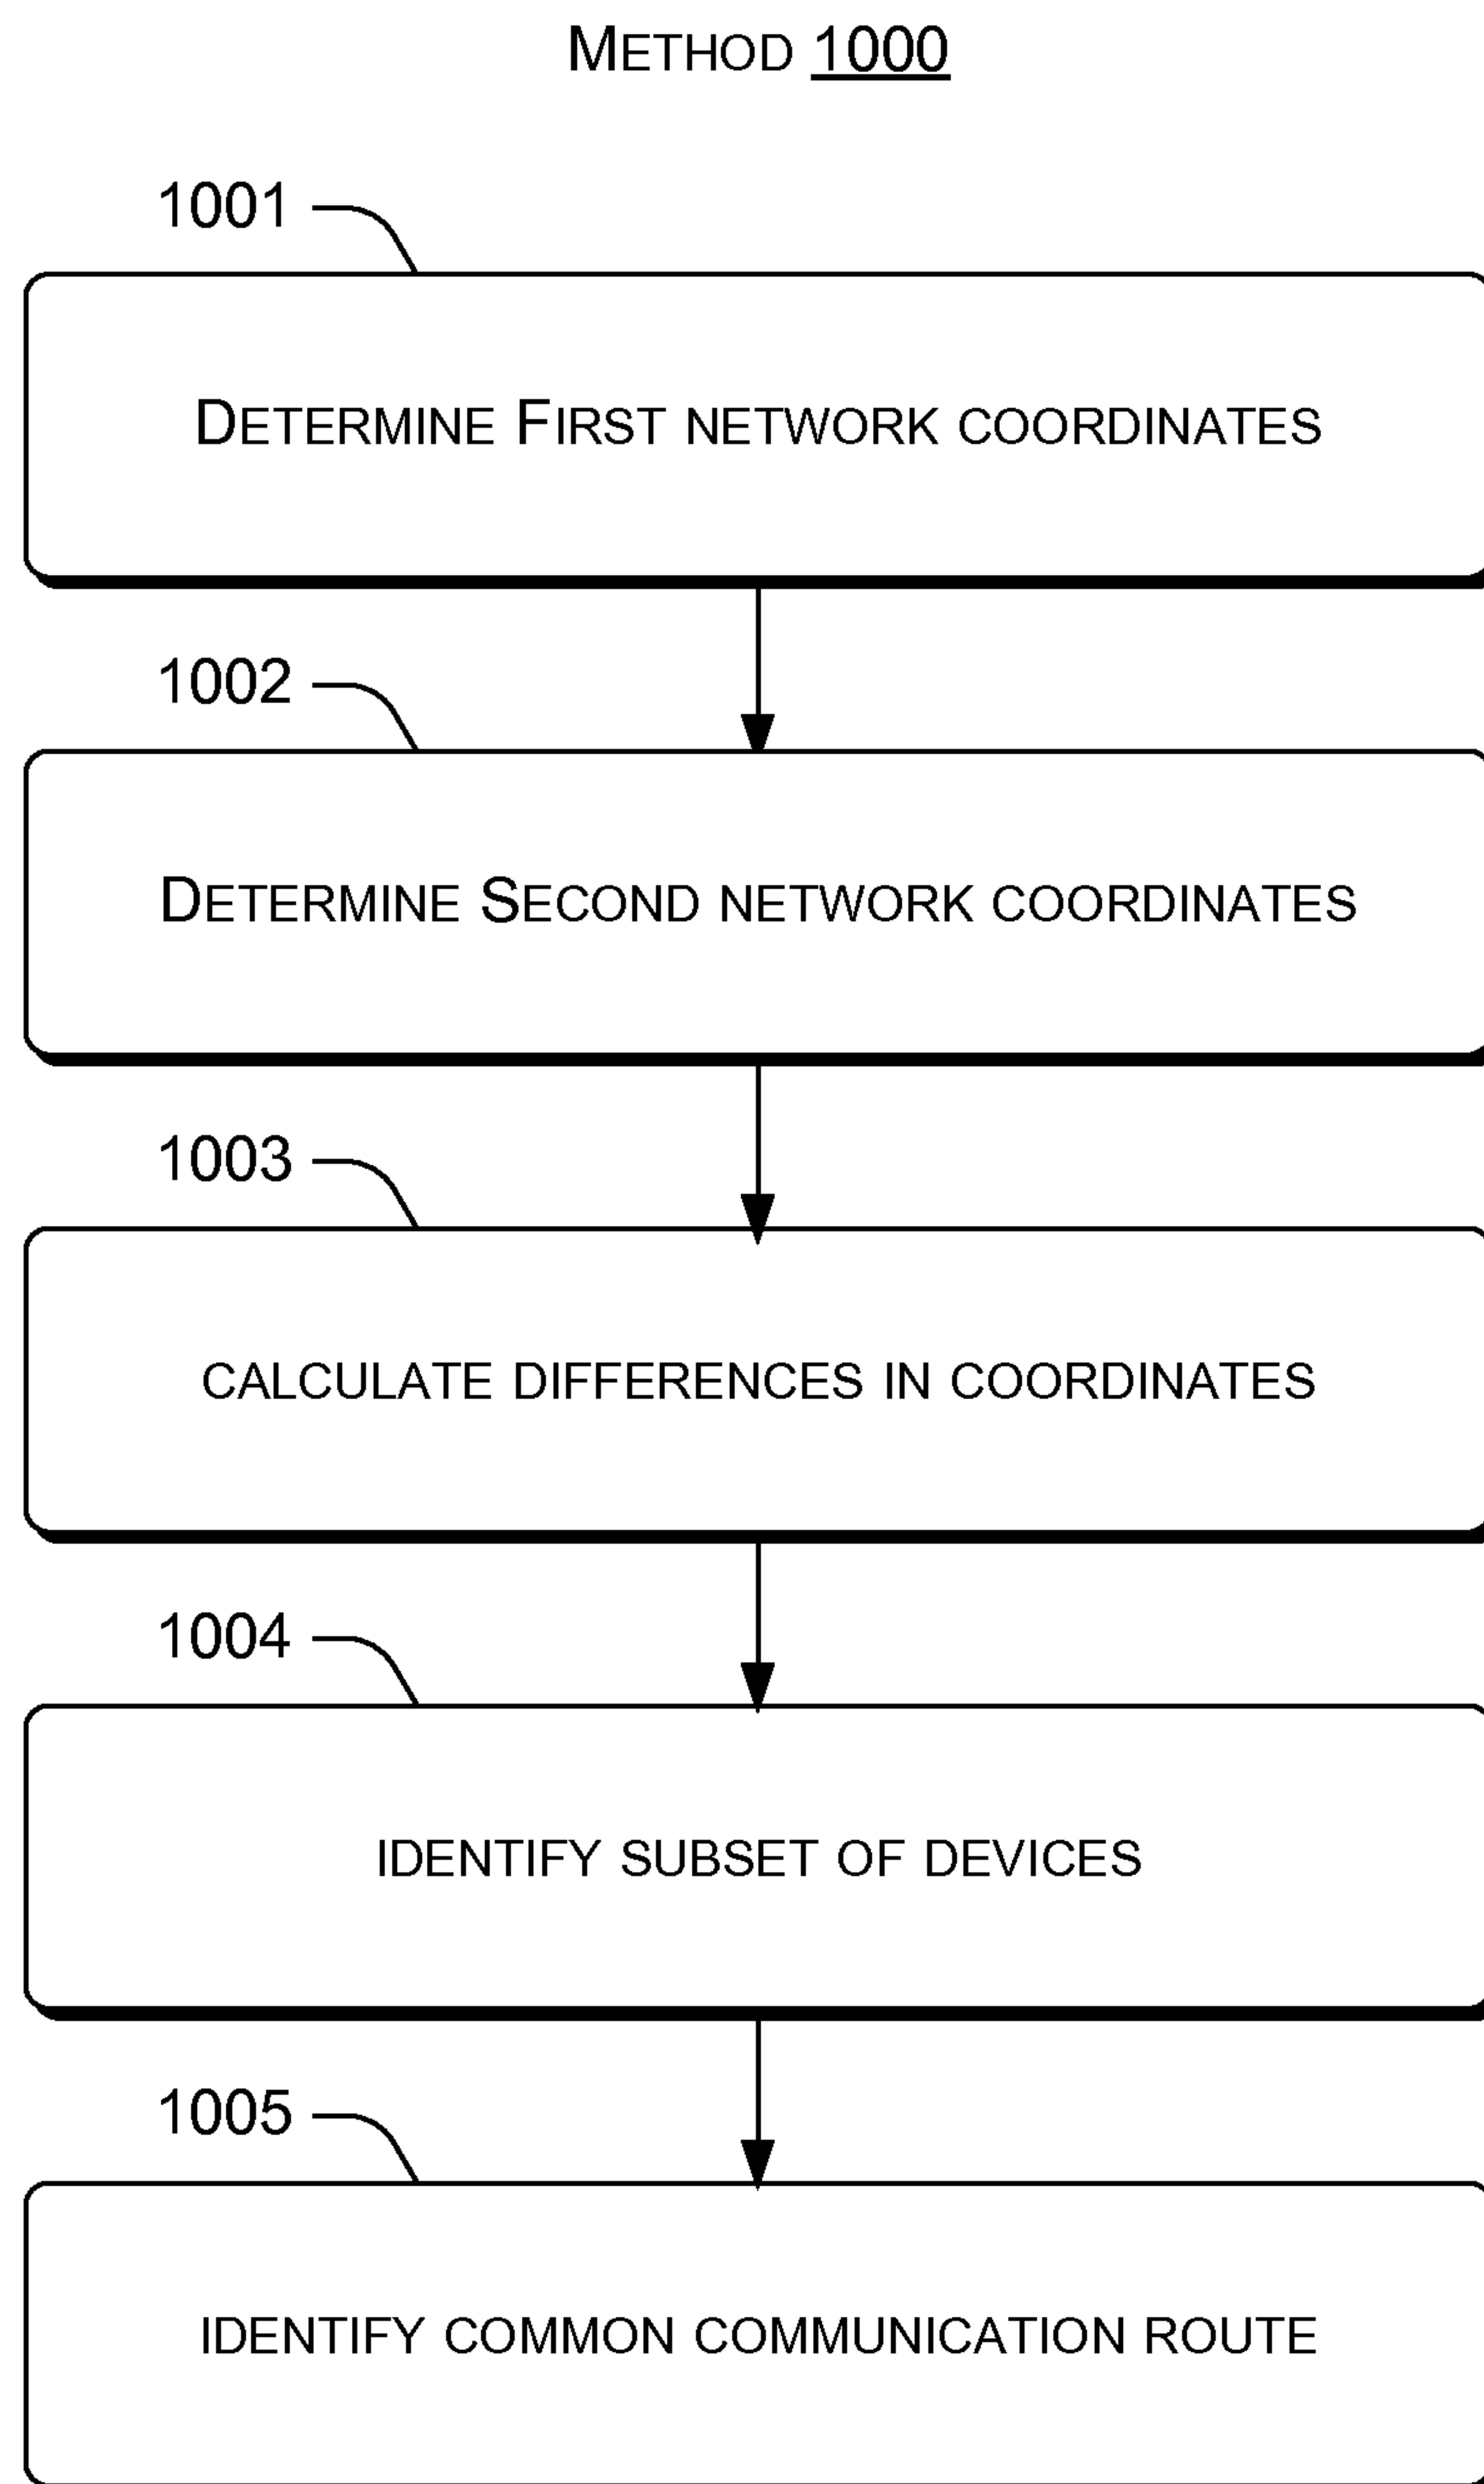 METHOD 1000
1001
DETERMINE FIRST NETWORK COORDINATES
1002
DETERMINE SECOND NETWORK COORDINATES
1003
CALCULATE DIFFERENCES IN COORDINATES
1004
IDENTIFY SUBSET OF DEVICES
1005
IDENTIFY COMMON COMMUNICATION ROUTE